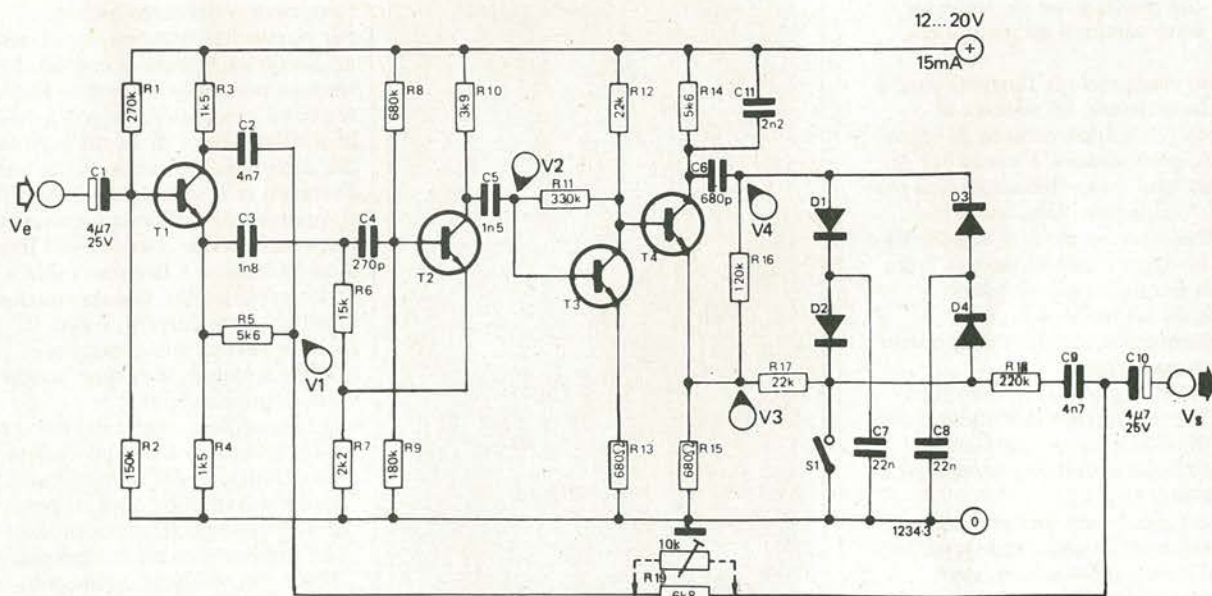 12...20V
15mA
R1
270k
R3
1k5
C2
4n7
R8
680k
R10
3k9
R12
22k
R14
5k6
C11
2n2
Ve
C1
4µ7
25V
T1
C3
1n8
C4
270p
T2
C5
1n5
V2
R11
330k
T3
T4
C6
680p
V4
D1
D3
R6
15k
R16
120k
D2
D4
R5
5k6
V1
R17
22k
V3
R18
220k
C9
4n7
C10
4µ7
25V
Vs
R2
150k
R4
1k5
R7
2k2
R9
180k
R13
680Ω
R15
680Ω
S1
C7
22n
C8
22n
0
1234-3
10k
R19
6k8